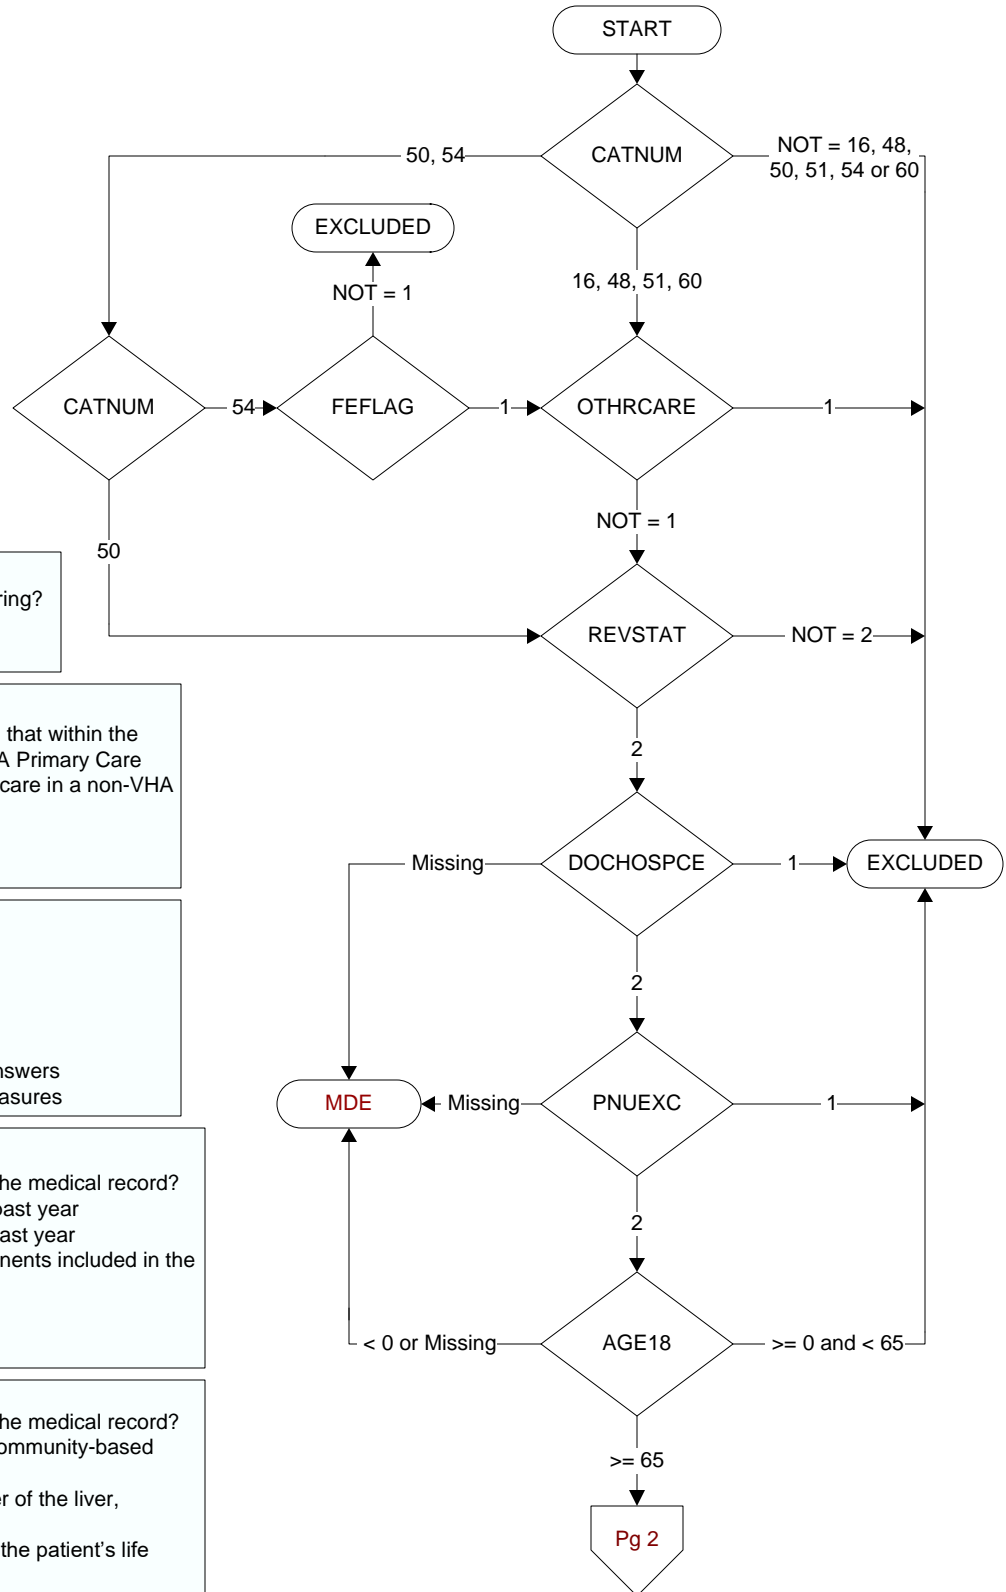 START
CATNUM
50, 54
NOT = 16, 48,
50, 51, 54 or 60
EXCLUDED
NOT = 1
16, 48, 51, 60
CATNUM
54
FEFLAG
1
OTHRCARE
1
NOT = 1
50
ring?
REVSTAT
NOT = 2
that within the
A Primary Care
care in a non-VHA
2
Missing
DOCHOSPCE
1
EXCLUDED
2
nswers
asures
MDE
Missing
PNUEXC
1
he medical record?
past year
ast year
nents included in the
2
< 0 or Missing
AGE18
>= 0 and < 65
he medical record?
ommunity-based
er of the liver,
the patient's life
>= 65
Pg 2